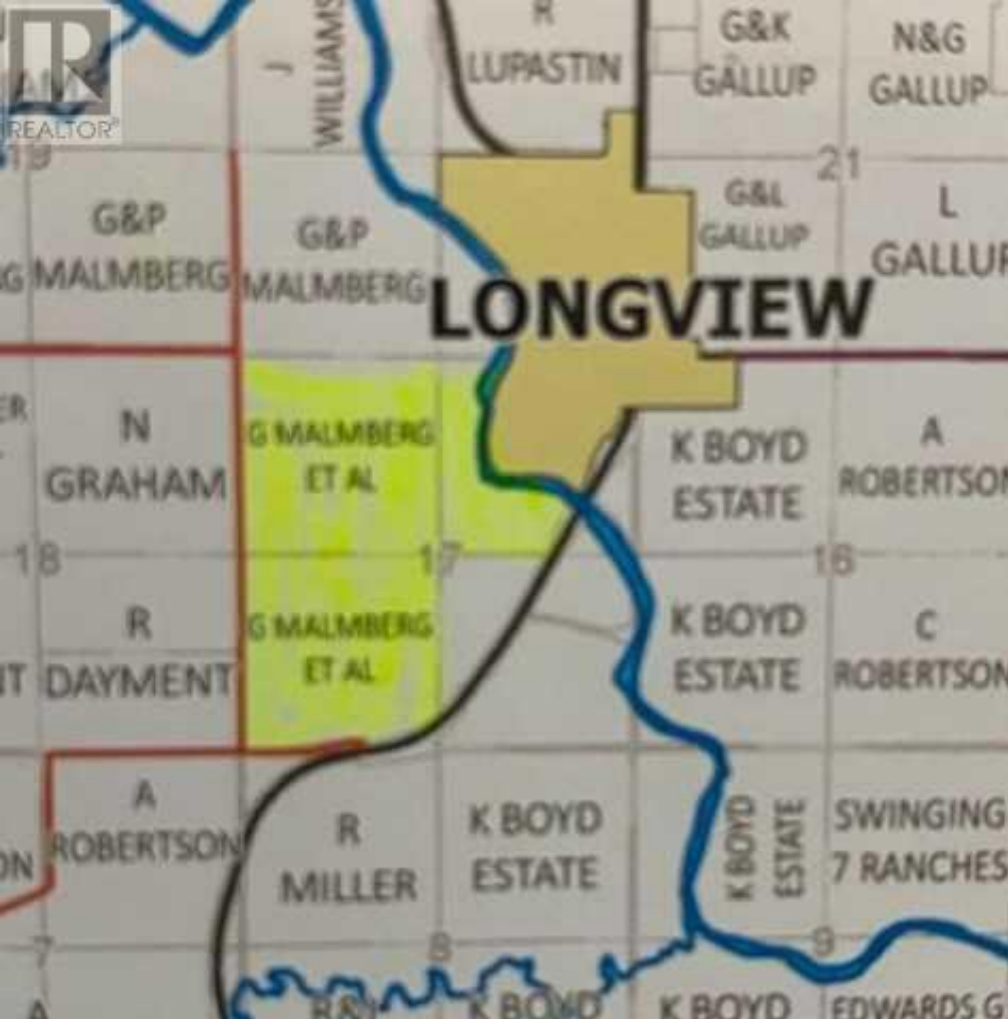 R
REALTOR®
J
WILLIAMS
R
LUPASTIN
G&K
GALLUP
N&G
GALLUP
21
G&P
MALMBERG
G&P
MALMBERG
G&L
GALLUP
L
GALLUP
LONGVIEW
N
GRAHAM
G MALMBERG
ET AL
K BOYD
ESTATE
A
ROBERTSON
18
17
16
R
DAYMENT
G MALMBERG
ET AL
K BOYD
ESTATE
C
ROBERTSON
A
ROBERTSON
R
MILLER
K BOYD
ESTATE
K BOYD
ESTATE
SWINGING
7 RANCHES
7
8
9
A
K BOYD
K BOYD
EDWARDS G